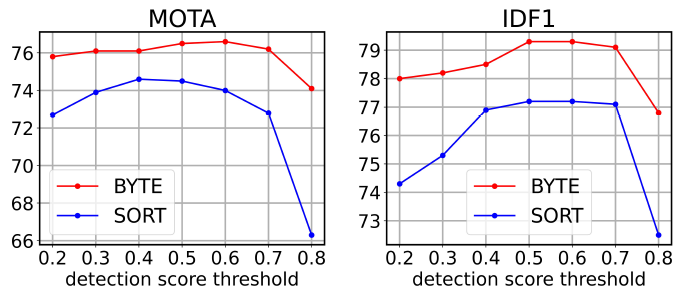 MOTA
76
74
72
70
68
66
BYTE
SORT
0.2 0.3 0.4 0.5 0.6 0.7 0.8
detection score threshold
IDF1
79
78
77
76
75
74
73
BYTE
SORT
0.2 0.3 0.4 0.5 0.6 0.7 0.8
detection score threshold